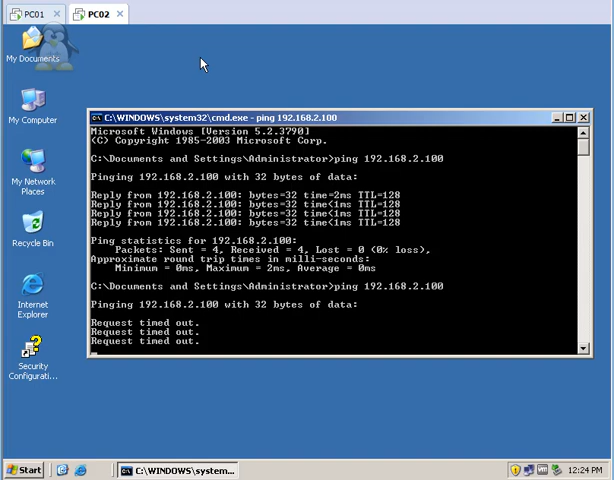 PC01
PC02
My Documents
My Computer
My Network
Places
Recycle Bin
Internet
Explorer
Security
Configurati...
C:\WINDOWS\system32\cmd.exe - ping 192.168.2.100
Microsoft Windows [Version 5.2.3790]
(C) Copyright 1985-2003 Microsoft Corp.
C:\Documents and Settings\Administrator>ping 192.168.2.100
Pinging 192.168.2.100 with 32 bytes of data:
Reply from 192.168.2.100: bytes=32 time=2ms TTL=128
Reply from 192.168.2.100: bytes=32 time<1ms TTL=128
Reply from 192.168.2.100: bytes=32 time<1ms TTL=128
Reply from 192.168.2.100: bytes=32 time<1ms TTL=128
Ping statistics for 192.168.2.100:
Packets: Sent = 4, Received = 4, Lost = 0 (0% loss),
Approximate round trip times in milli-seconds:
Minimum = 0ms, Maximum = 2ms, Average = 0ms
C:\Documents and Settings\Administrator>ping 192.168.2.100
Pinging 192.168.2.100 with 32 bytes of data:
Request timed out.
Request timed out.
Request timed out.
Start
C:\WINDOWS\system...
12:24 PM